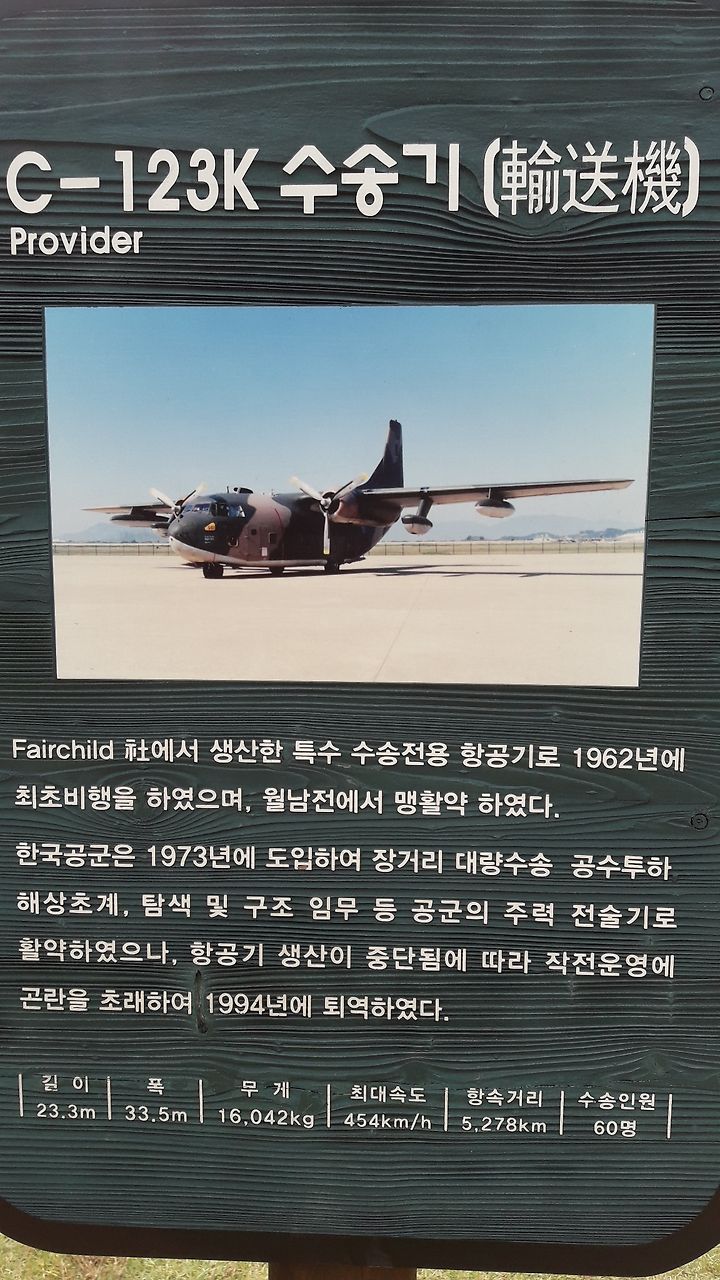 C-123K 수송기 (輸送機)
Provider
Fairchild 社에서 생산한 특수 수송전용 항공기로 1962년에
최초비행을 하였으며, 월남전에서 맹활약 하였다.
한국공군은 1973년에 도입하여 장거리 대량수송 공수투하
해상초계, 탐색 및 구조 임무 등 공군의 주력 전술기로
활약하였으나, 항공기 생산이 중단됨에 따라 작전운영에
곤란을 초래하여 1994년에 퇴역하였다.
길 이 폭 무 게 최대속도 항속거리 수송인원
23.3m 33.5m 16,042kg 454km/h 5,278km 60명